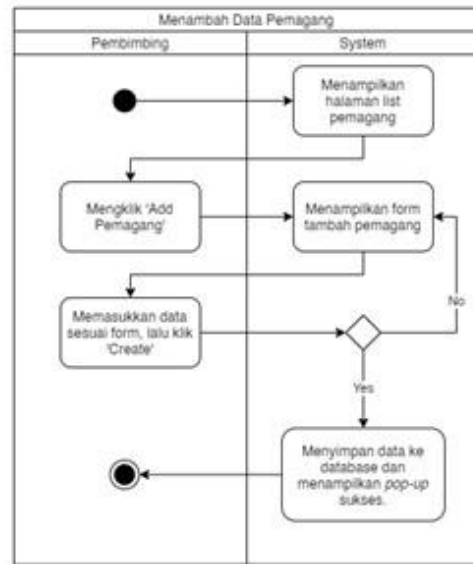 Menambah Data Pemagang
Pembimbing
System
Menampilkan
halaman list
pemagang
Mengklik 'Add
Pemagang'
Menampilkan form
tambah pemagang
Memasukkan data
sesuai form, lalu klik
'Create'
No
Yes
Menyimpan data ke
database dan
menampilkan pop-up
sukses.